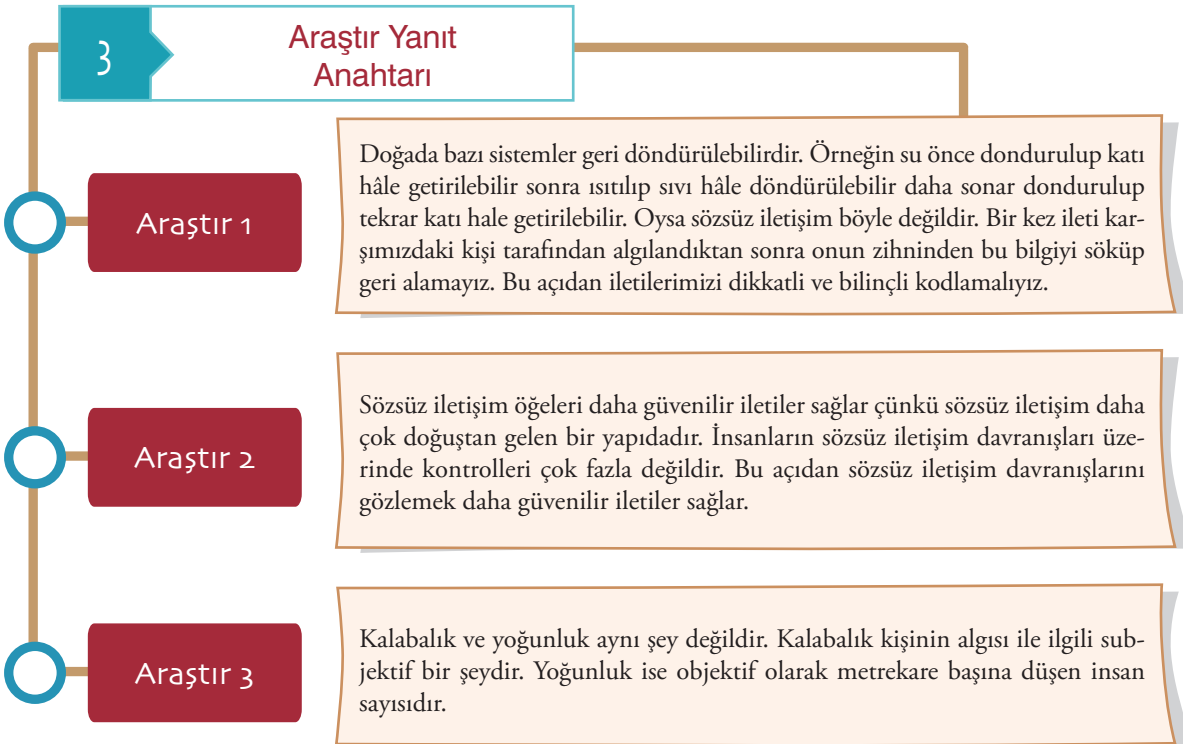 3
Araştır Yanıt
Anahtarı
Araştır 1
Doğada bazı sistemler geri döndürülebilirdir. Örneğin su önce dondurulup katı
hâle getirilebilir sonra ısıtılıp sıvı hâle döndürülebilir daha sonar dondurulup
tekrar katı hale getirilebilir. Oysa sözsüz iletişim böyle değildir. Bir kez ileti kar-
şımızdaki kişi tarafından algılandıktan sonra onun zihninden bu bilgiyi söküp
geri alamayız. Bu açıdan iletilerimizi dikkatli ve bilinçli kodlamalıyız.
Araştır 2
Sözsüz iletişim öğeleri daha güvenilir iletiler sağlar çünkü sözsüz iletişim daha
çok doğuştan gelen bir yapıdadır. İnsanların sözsüz iletişim davranışları üze-
rinde kontrolleri çok fazla değildir. Bu açıdan sözsüz iletişim davranışlarını
gözlemek daha güvenilir iletiler sağlar.
Araştır 3
Kalabalık ve yoğunluk aynı şey değildir. Kalabalık kişinin algısı ile ilgili sub-
jektif bir şeydir. Yoğunluk ise objektif olarak metrekare başına düşen insan
sayısıdır.